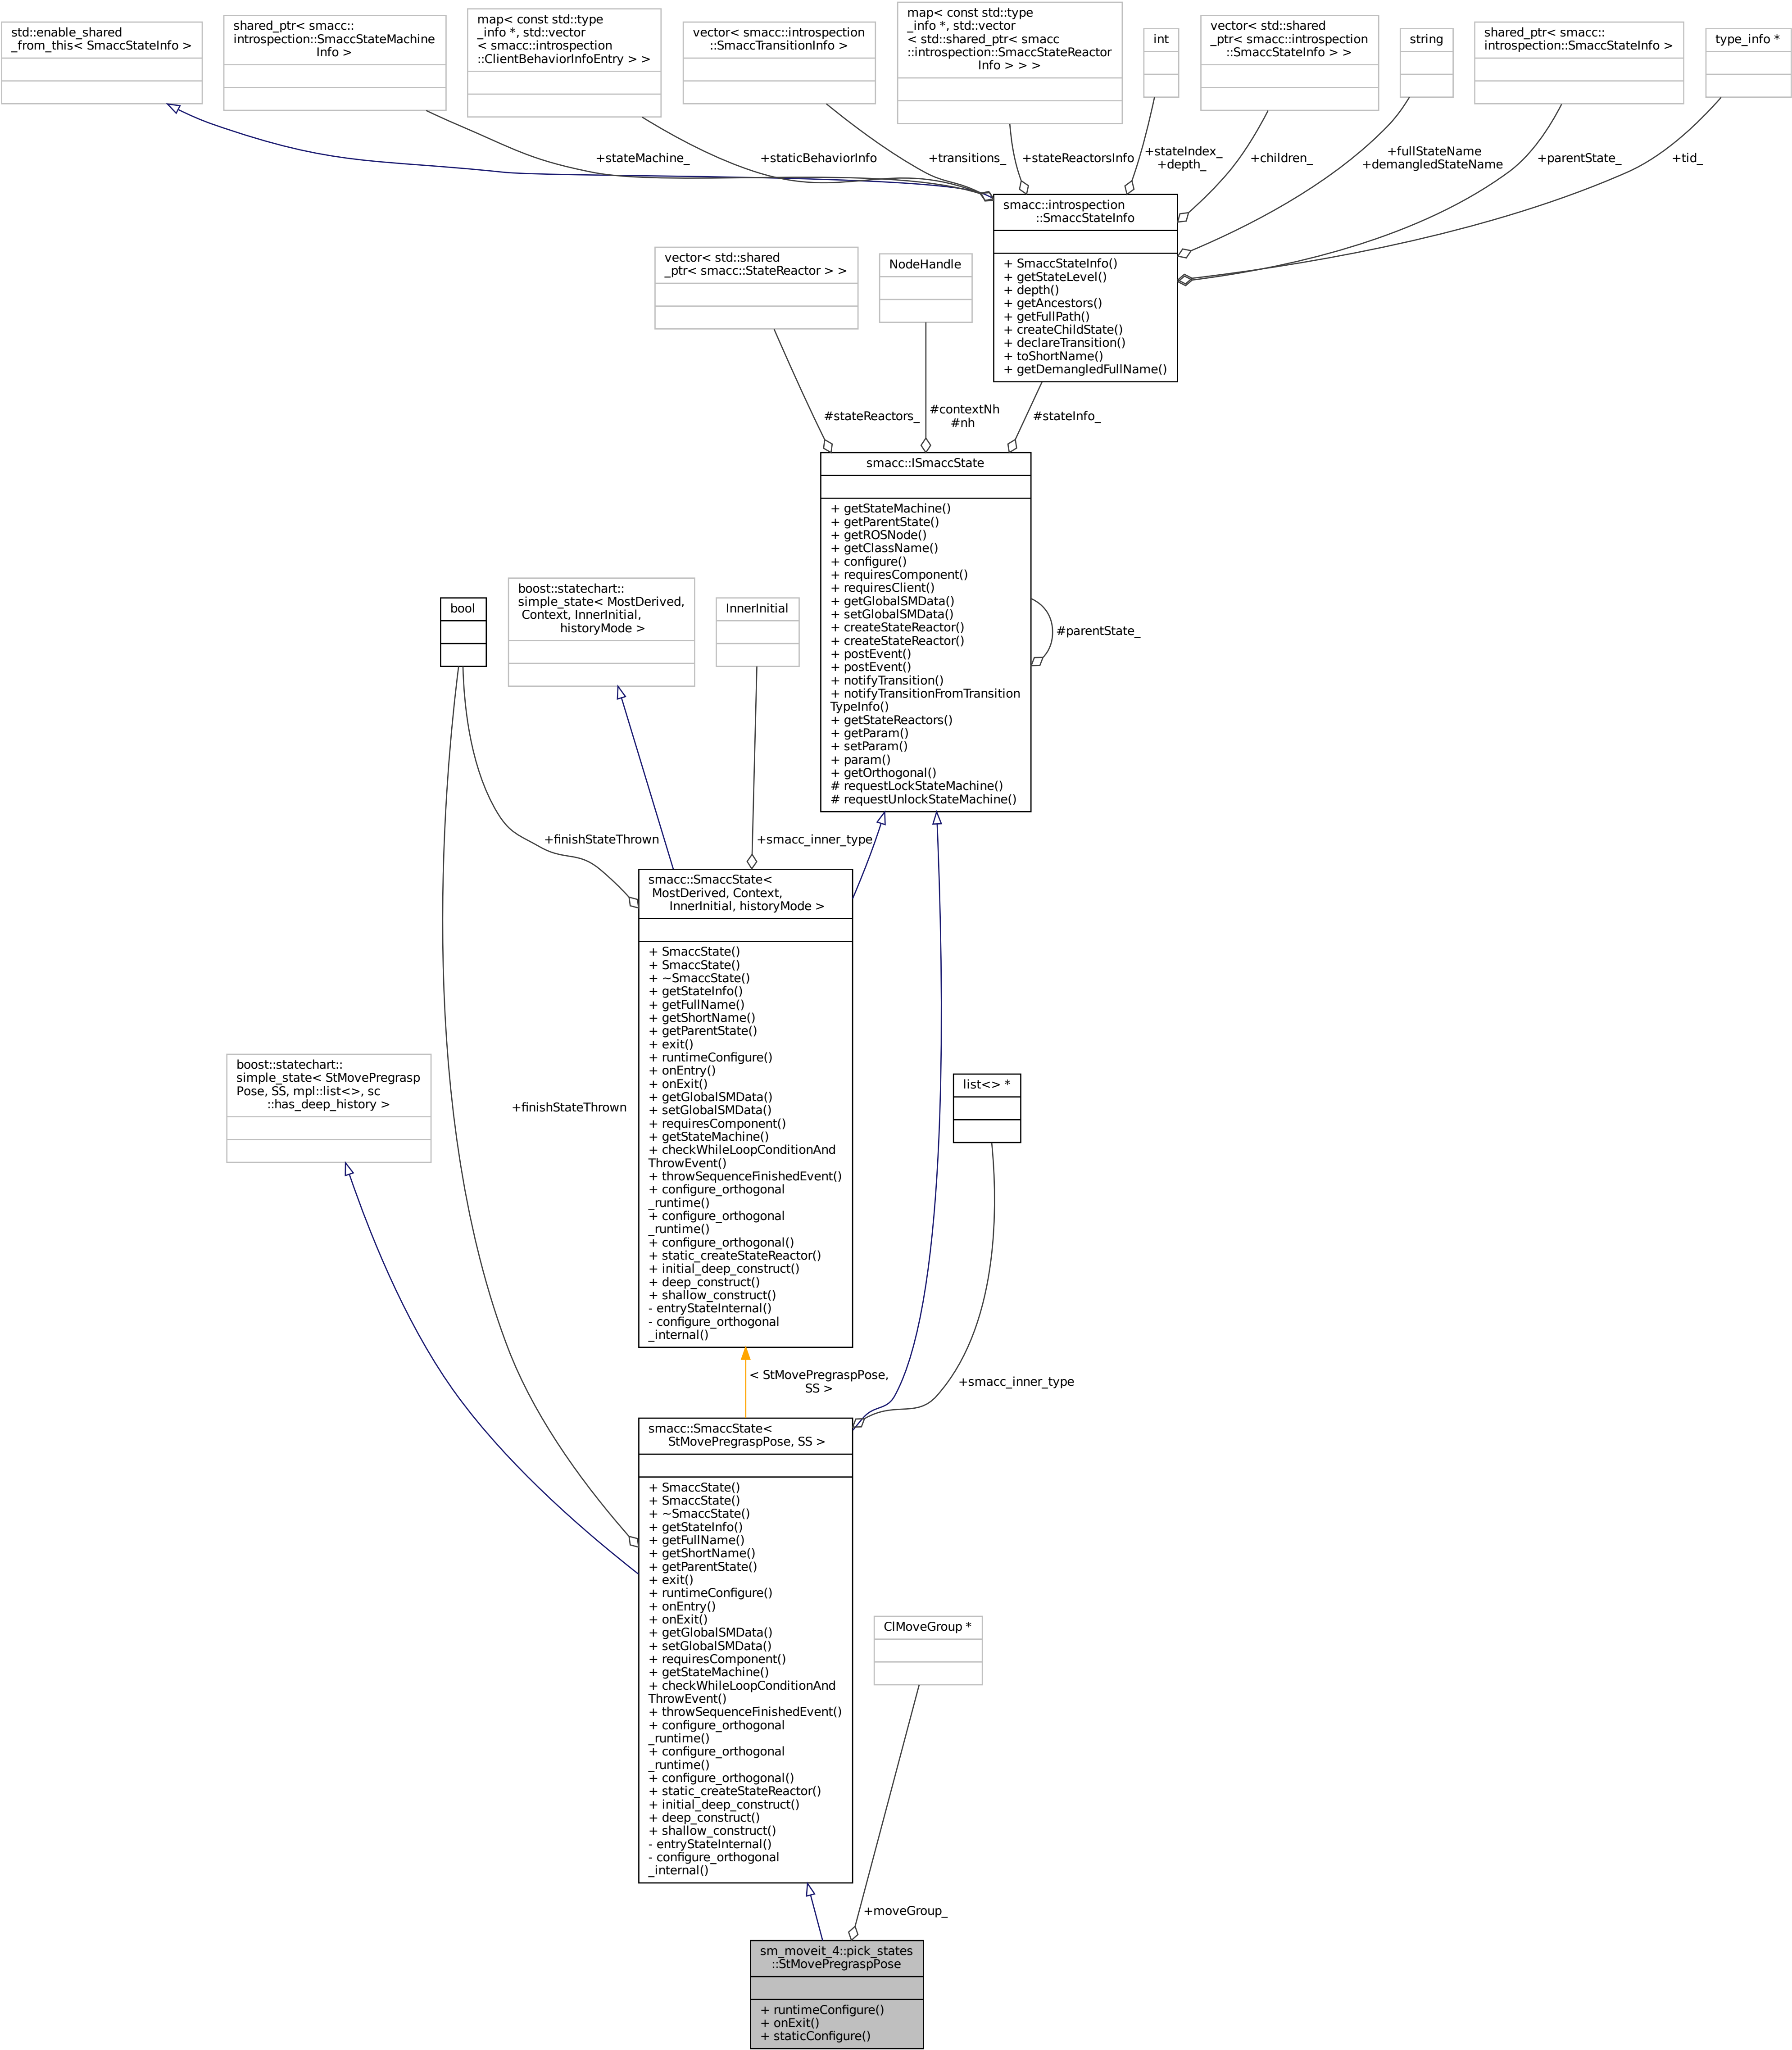 std::enable_shared
_from_this< SmaccStateInfo >
shared_ptr< smacc::
introspection::SmaccStateMachine
Info >
map< const std::type
_info *, std::vector
< smacc::introspection
::ClientBehaviorInfoEntry > >
vector< smacc::introspection
::SmaccTransitionInfo >
map< const std::type
_info *, std::vector
< std::shared_ptr< smacc
::introspection::SmaccStateReactor
Info > > >
int
vector< std::shared
_ptr< smacc::introspection
::SmaccStateInfo > >
string
shared_ptr< smacc::
introspection::SmaccStateInfo >
type_info *
+stateMachine_
+staticBehaviorInfo
+transitions_
+stateReactorsInfo
+stateIndex_
+depth_
+children_
+fullStateName
+demangledStateName
+parentState_
+tid_
smacc::introspection
::SmaccStateInfo
+ SmaccStateInfo()
+ getStateLevel()
+ depth()
+ getAncestors()
+ getFullPath()
+ createChildState()
+ declareTransition()
+ toShortName()
+ getDemangledFullName()
vector< std::shared
_ptr< smacc::StateReactor > >
NodeHandle
#stateReactors_
#contextNh
#nh
#stateInfo_
smacc::ISmaccState
+ getStateMachine()
+ getParentState()
+ getROSNode()
+ getClassName()
+ configure()
+ requiresComponent()
+ requiresClient()
+ getGlobalSMData()
+ setGlobalSMData()
+ createStateReactor()
+ createStateReactor()
+ postEvent()
+ postEvent()
+ notifyTransition()
+ notifyTransitionFromTransition
TypeInfo()
+ getStateReactors()
+ getParam()
+ setParam()
+ param()
+ getOrthogonal()
# requestLockStateMachine()
# requestUnlockStateMachine()
#parentState_
bool
boost::statechart::
simple_state< MostDerived,
Context, InnerInitial,
historyMode >
InnerInitial
+finishStateThrown
+smacc_inner_type
smacc::SmaccState<
MostDerived, Context,
InnerInitial, historyMode >
+ SmaccState()
+ SmaccState()
+ ~SmaccState()
+ getStateInfo()
+ getFullName()
+ getShortName()
+ getParentState()
+ exit()
+ runtimeConfigure()
+ onEntry()
+ onExit()
+ getGlobalSMData()
+ setGlobalSMData()
+ requiresComponent()
+ getStateMachine()
+ checkWhileLoopConditionAnd
ThrowEvent()
+ throwSequenceFinishedEvent()
+ configure_orthogonal
_runtime()
+ configure_orthogonal
_runtime()
+ configure_orthogonal()
+ static_createStateReactor()
+ initial_deep_construct()
+ deep_construct()
+ shallow_construct()
- entryStateInternal()
- configure_orthogonal
_internal()
boost::statechart::
simple_state< StMovePregrasp
Pose, SS, mpl::list<>, sc
::has_deep_history >
+finishStateThrown
list<> *
< StMovePregraspPose,
SS >
+smacc_inner_type
smacc::SmaccState<
StMovePregraspPose, SS >
+ SmaccState()
+ SmaccState()
+ ~SmaccState()
+ getStateInfo()
+ getFullName()
+ getShortName()
+ getParentState()
+ exit()
+ runtimeConfigure()
+ onEntry()
+ onExit()
+ getGlobalSMData()
+ setGlobalSMData()
+ requiresComponent()
+ getStateMachine()
+ checkWhileLoopConditionAnd
ThrowEvent()
+ throwSequenceFinishedEvent()
+ configure_orthogonal
_runtime()
+ configure_orthogonal
_runtime()
+ configure_orthogonal()
+ static_createStateReactor()
+ initial_deep_construct()
+ deep_construct()
+ shallow_construct()
- entryStateInternal()
- configure_orthogonal
_internal()
ClMoveGroup *
+moveGroup_
sm_moveit_4::pick_states
::StMovePregraspPose
+ runtimeConfigure()
+ onExit()
+ staticConfigure()